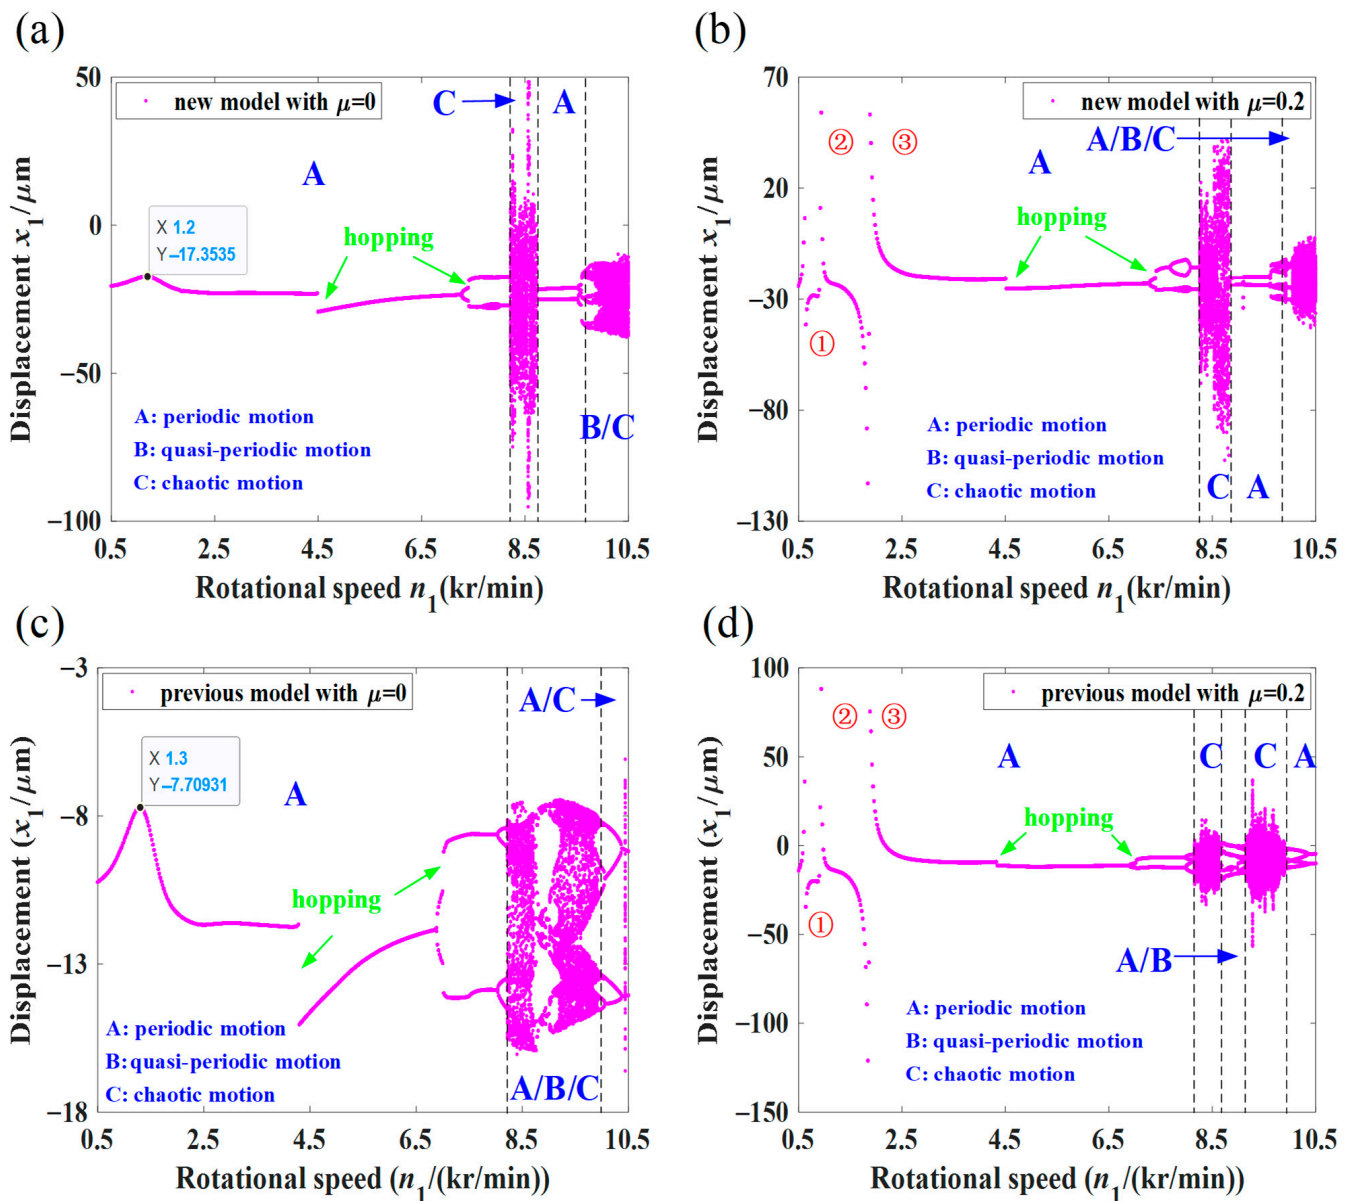 (a)
50
0
−50
−100
Displacement x1/μm
new model with μ=0
C
A
A
hopping
X 1.2
Y −17.3535
B/C
A: periodic motion
B: quasi-periodic motion
C: chaotic motion
0.5 2.5 4.5 6.5 8.5 10.5
Rotational speed n1(kr/min)
(b)
70
20
−30
−80
−130
Displacement x1/μm
new model with μ=0.2
② ③
A/B/C
A
hopping
①
A: periodic motion
B: quasi-periodic motion
C: chaotic motion
C A
0.5 2.5 4.5 6.5 8.5 10.5
Rotational speed n1(kr/min)
(c)
−3
−8
−13
−18
Displacement (x1/μm)
previous model with μ=0
A/C
X 1.3
Y −7.70931
A
hopping
A: periodic motion
B: quasi-periodic motion
C: chaotic motion
A/B/C
0.5 2.5 4.5 6.5 8.5 10.5
Rotational speed (n1/(kr/min))
(d)
100
50
0
−50
−100
−150
Displacement (x1/μm)
previous model with μ=0.2
② ③
A C C A
hopping
①
A/B
A: periodic motion
B: quasi-periodic motion
C: chaotic motion
0.5 2.5 4.5 6.5 8.5 10.5
Rotational speed (n1/(kr/min))